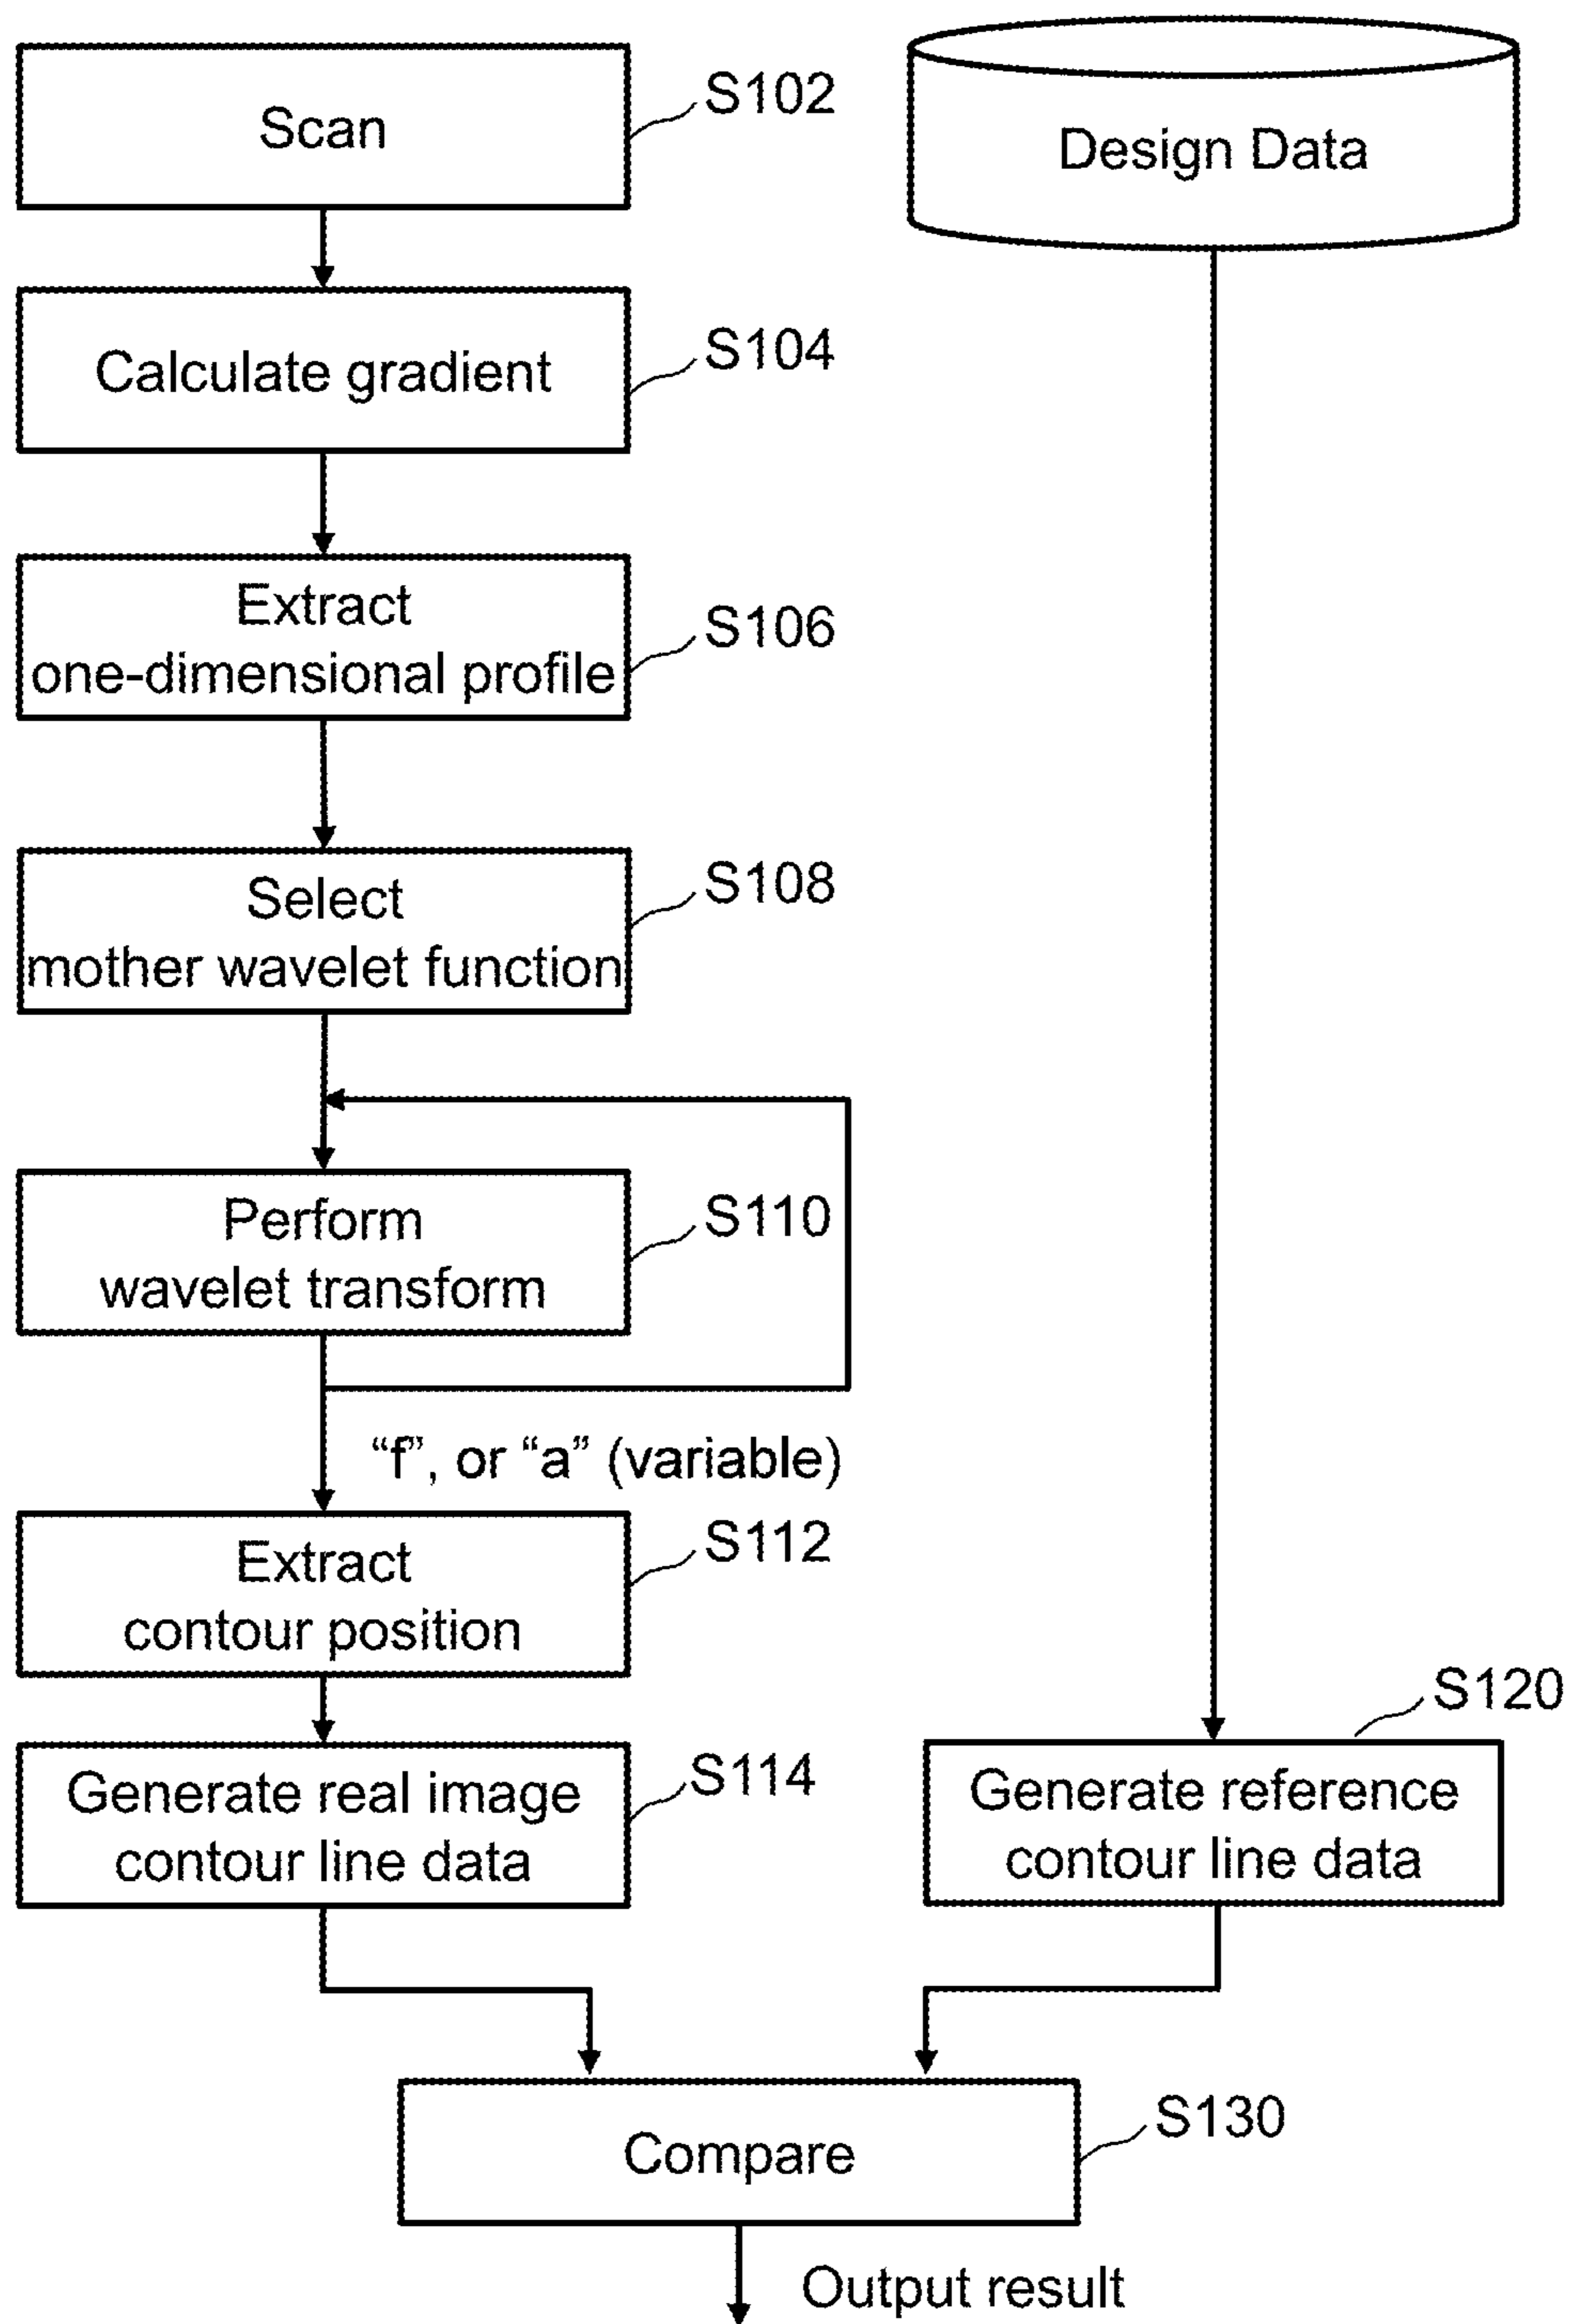 Scan
S102
Design Data
Calculate gradient
S104
Extract
one-dimensional profile
S106
Select
mother wavelet function
S108
Perform
wavelet transform
S110
“f”, or “a” (variable)
Extract
contour position
S112
Generate real image
contour line data
S114
S120
Generate reference
contour line data
Compare
S130
Output result